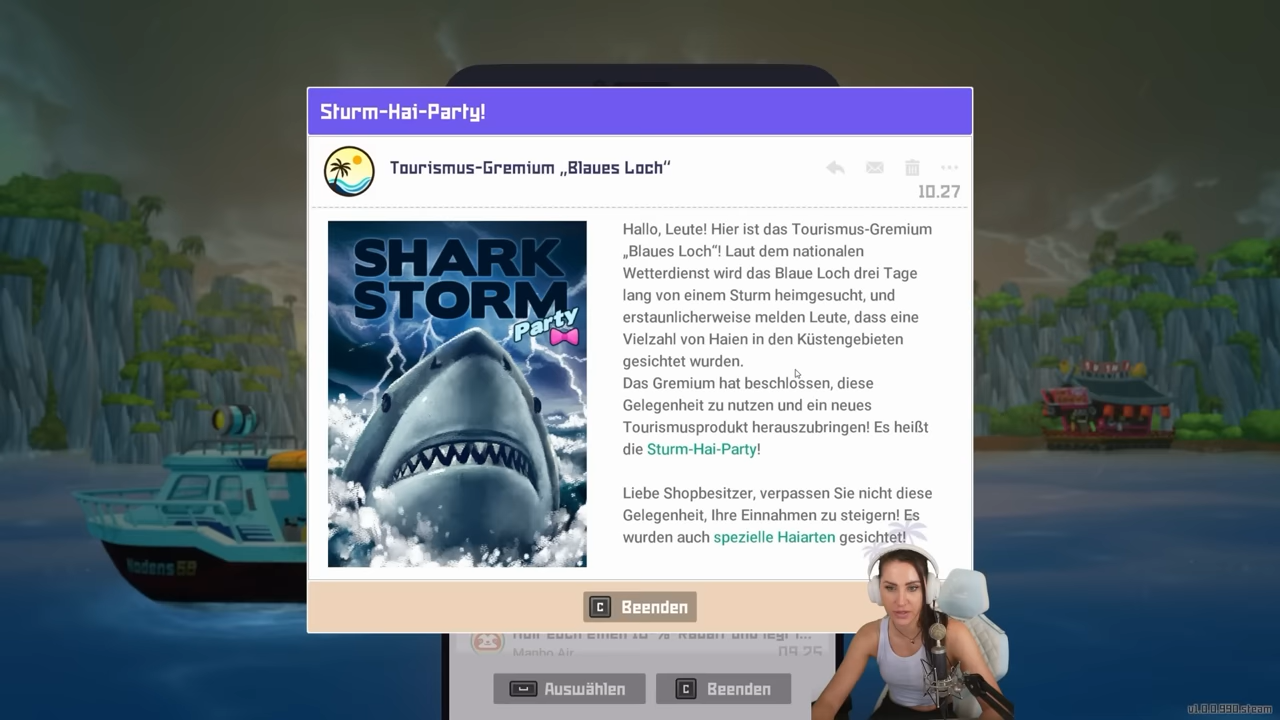 Sturm-Hai-Party!
Tourismus-Gremium „Blaues Loch“
10.27
SHARK
STORM
Party
Hallo, Leute! Hier ist das Tourismus-Gremium
„Blaues Loch“! Laut dem nationalen
Wetterdienst wird das Blaue Loch drei Tage
lang von einem Sturm heimgesucht, und
erstaunlicherweise melden Leute, dass eine
Vielzahl von Haien in den Küstengebieten
gesichtet wurden.
Das Gremium hat beschlossen, diese
Gelegenheit zu nutzen und ein neues
Tourismusprodukt herauszubringen! Es heißt
die Sturm-Hai-Party!
Liebe Shopbesitzer, verpassen Sie nicht diese
Gelegenheit, Ihre Einnahmen zu steigern! Es
wurden auch spezielle Haiarten gesichtet!
C Beenden
Manbo Air
09.25
Auswählen
C Beenden
v1.0.0.990.steam